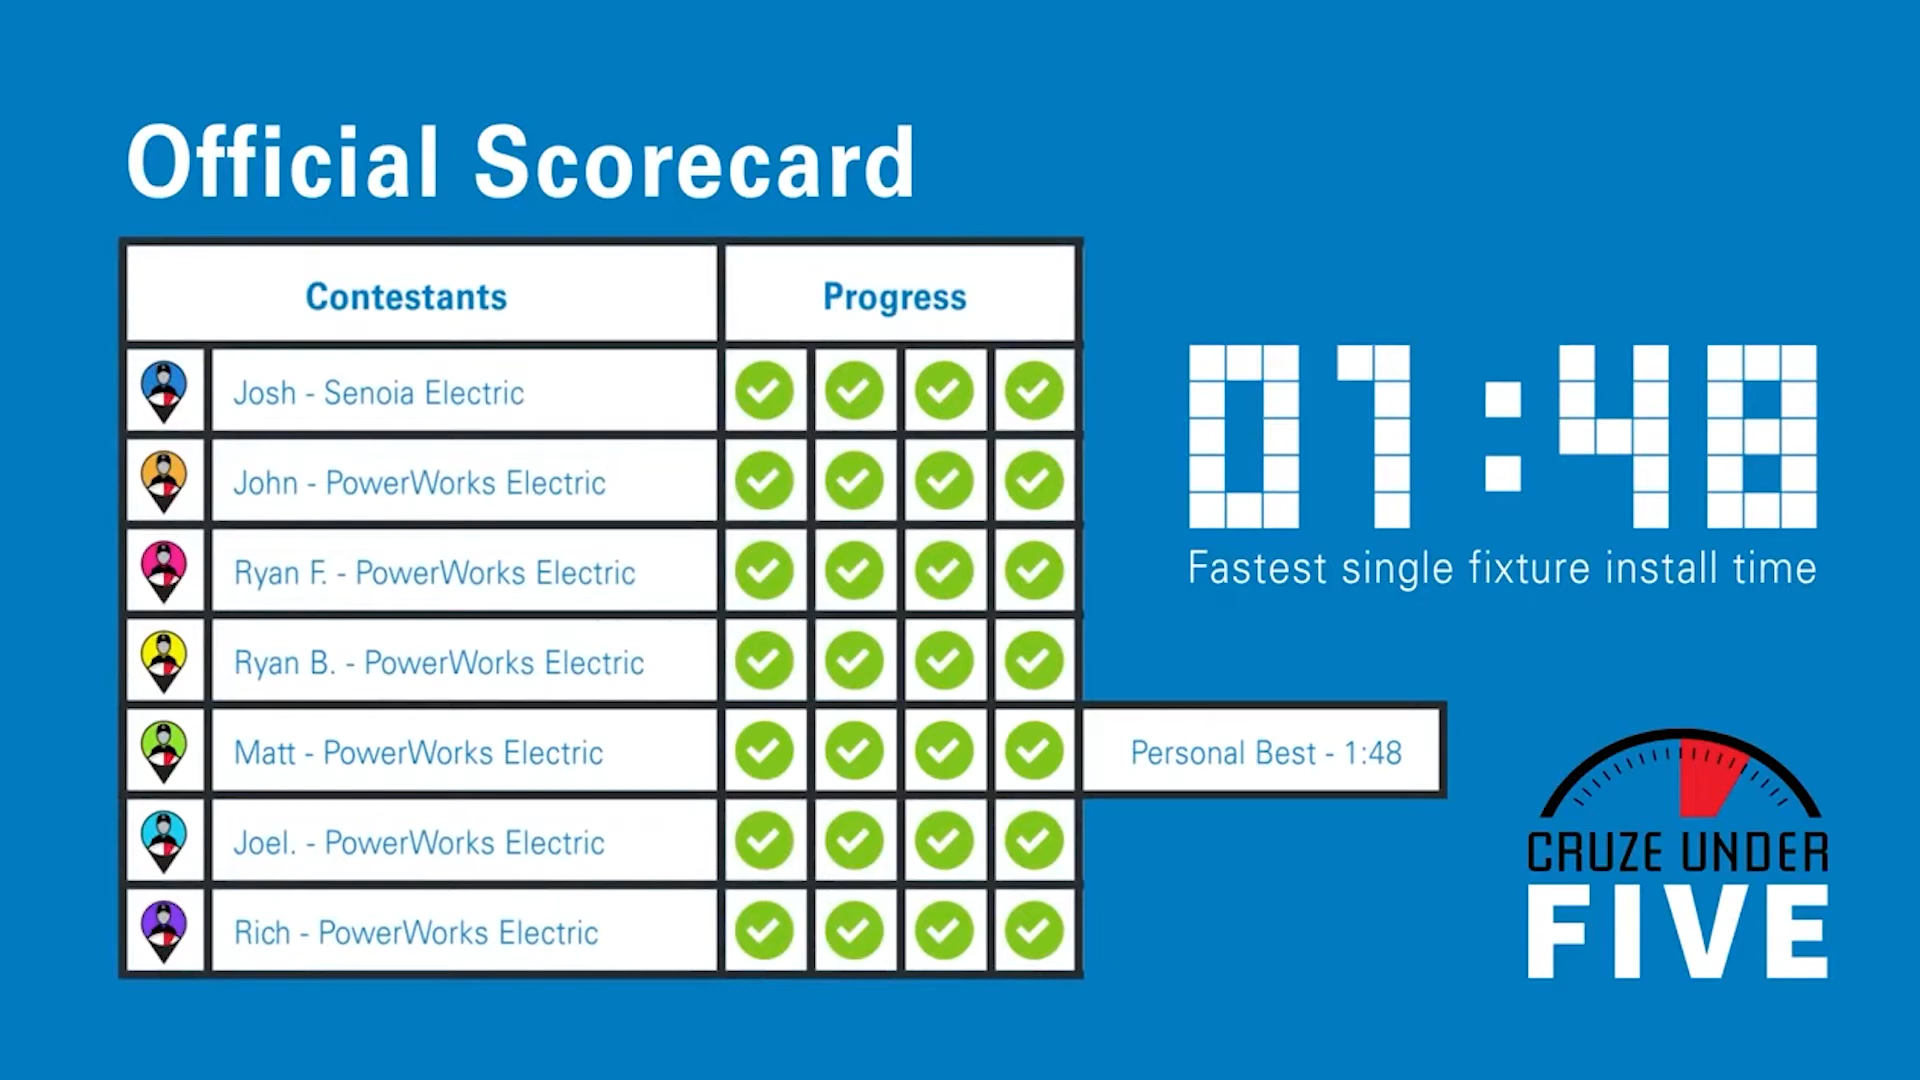 Official Scorecard
Contestants Progress
Josh - Senoia Electric
John - PowerWorks Electric
Ryan F. - PowerWorks Electric
Ryan B. - PowerWorks Electric
Matt - PowerWorks Electric Personal Best - 1:48
Joel. - PowerWorks Electric
Rich - PowerWorks Electric
01:48
Fastest single fixture install time
CRUZE UNDER
FIVE